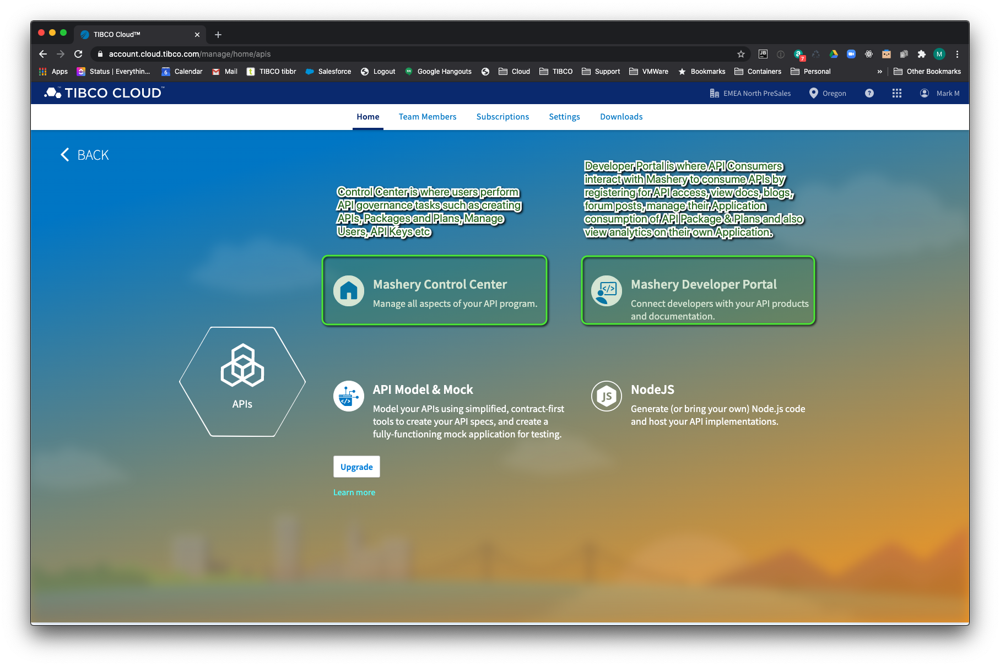 TIBCO Cloud™
account.cloud.tibco.com/manage/home/apis
JB
7
M
Apps
Status | Everythin...
6
Calendar
Mail
t
TIBCO tibbr
Salesforce
Logout
Google Hangouts
Cloud
TIBCO
Support
VMWare
Bookmarks
Containers
Personal
»
Other Bookmarks
TIBCO CLOUD™
EMEA North PreSales
Oregon
?
Mark M
Home
Team Members
Subscriptions
Settings
Downloads
BACK
Control Center is where users perform
API governance tasks such as creating
APIs, Packages and Plans, Manage
Users, API Keys etc
Developer Portal is where API Consumers
interact with Mashery to consume APIs by
registering for API access, view docs, blogs,
forum posts, manage their Application
consumption of API Package & Plans and also
view analytics on their own Application.
Mashery Control Center
Manage all aspects of your API program.
</>
Mashery Developer Portal
Connect developers with your API products
and documentation.
APIs
</>
API Model & Mock
Model your APIs using simplified, contract-first
tools to create your API specs, and create a
fully-functioning mock application for testing.
JS
NodeJS
Generate (or bring your own) Node.js code
and host your API implementations.
Upgrade
Learn more